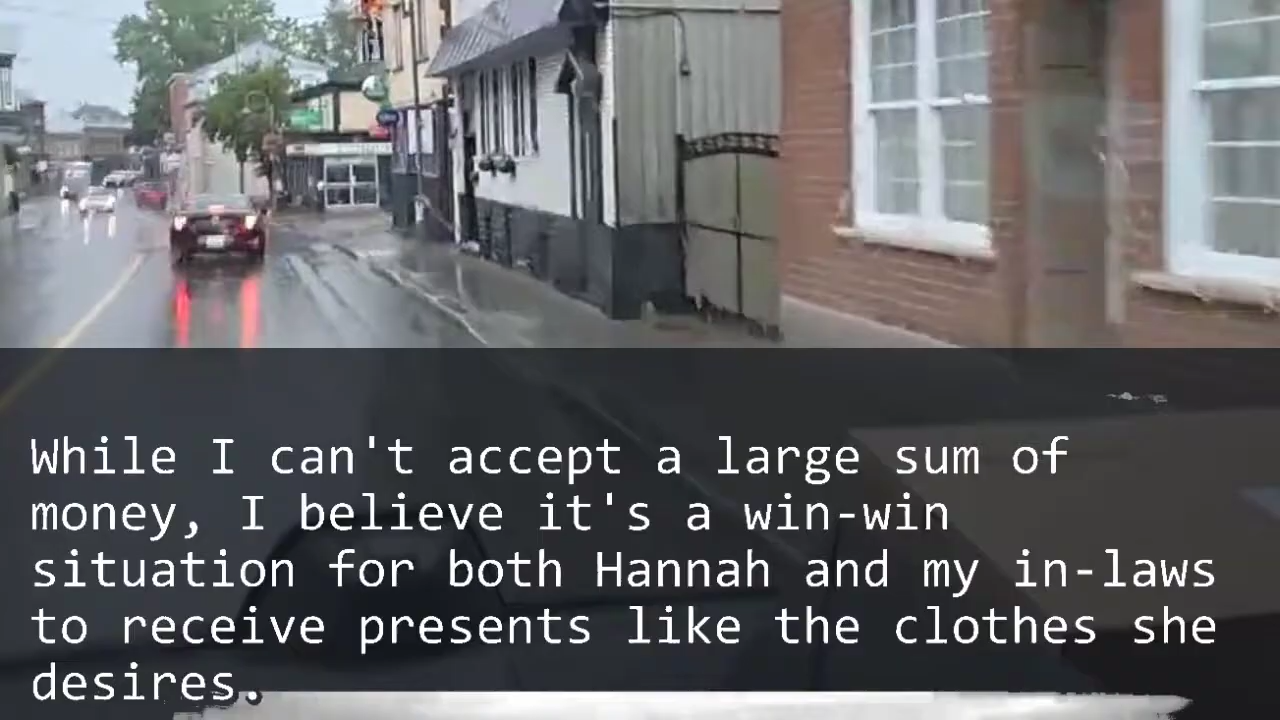 While I can't accept a large sum of
money, I believe it's a win-win
situation for both Hannah and my in-laws
to receive presents like the clothes she
desires.